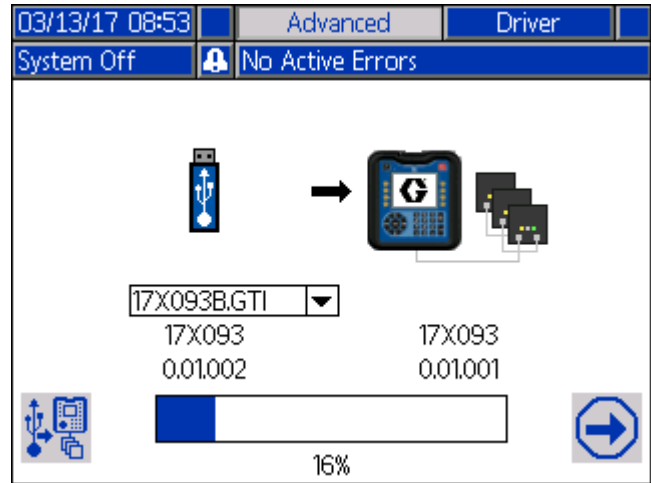 03/13/17 08:53 Advanced Driver
System Off No Active Errors
G
17X093B.GTI
17X093 17X093
0.01.002 0.01.001
16%